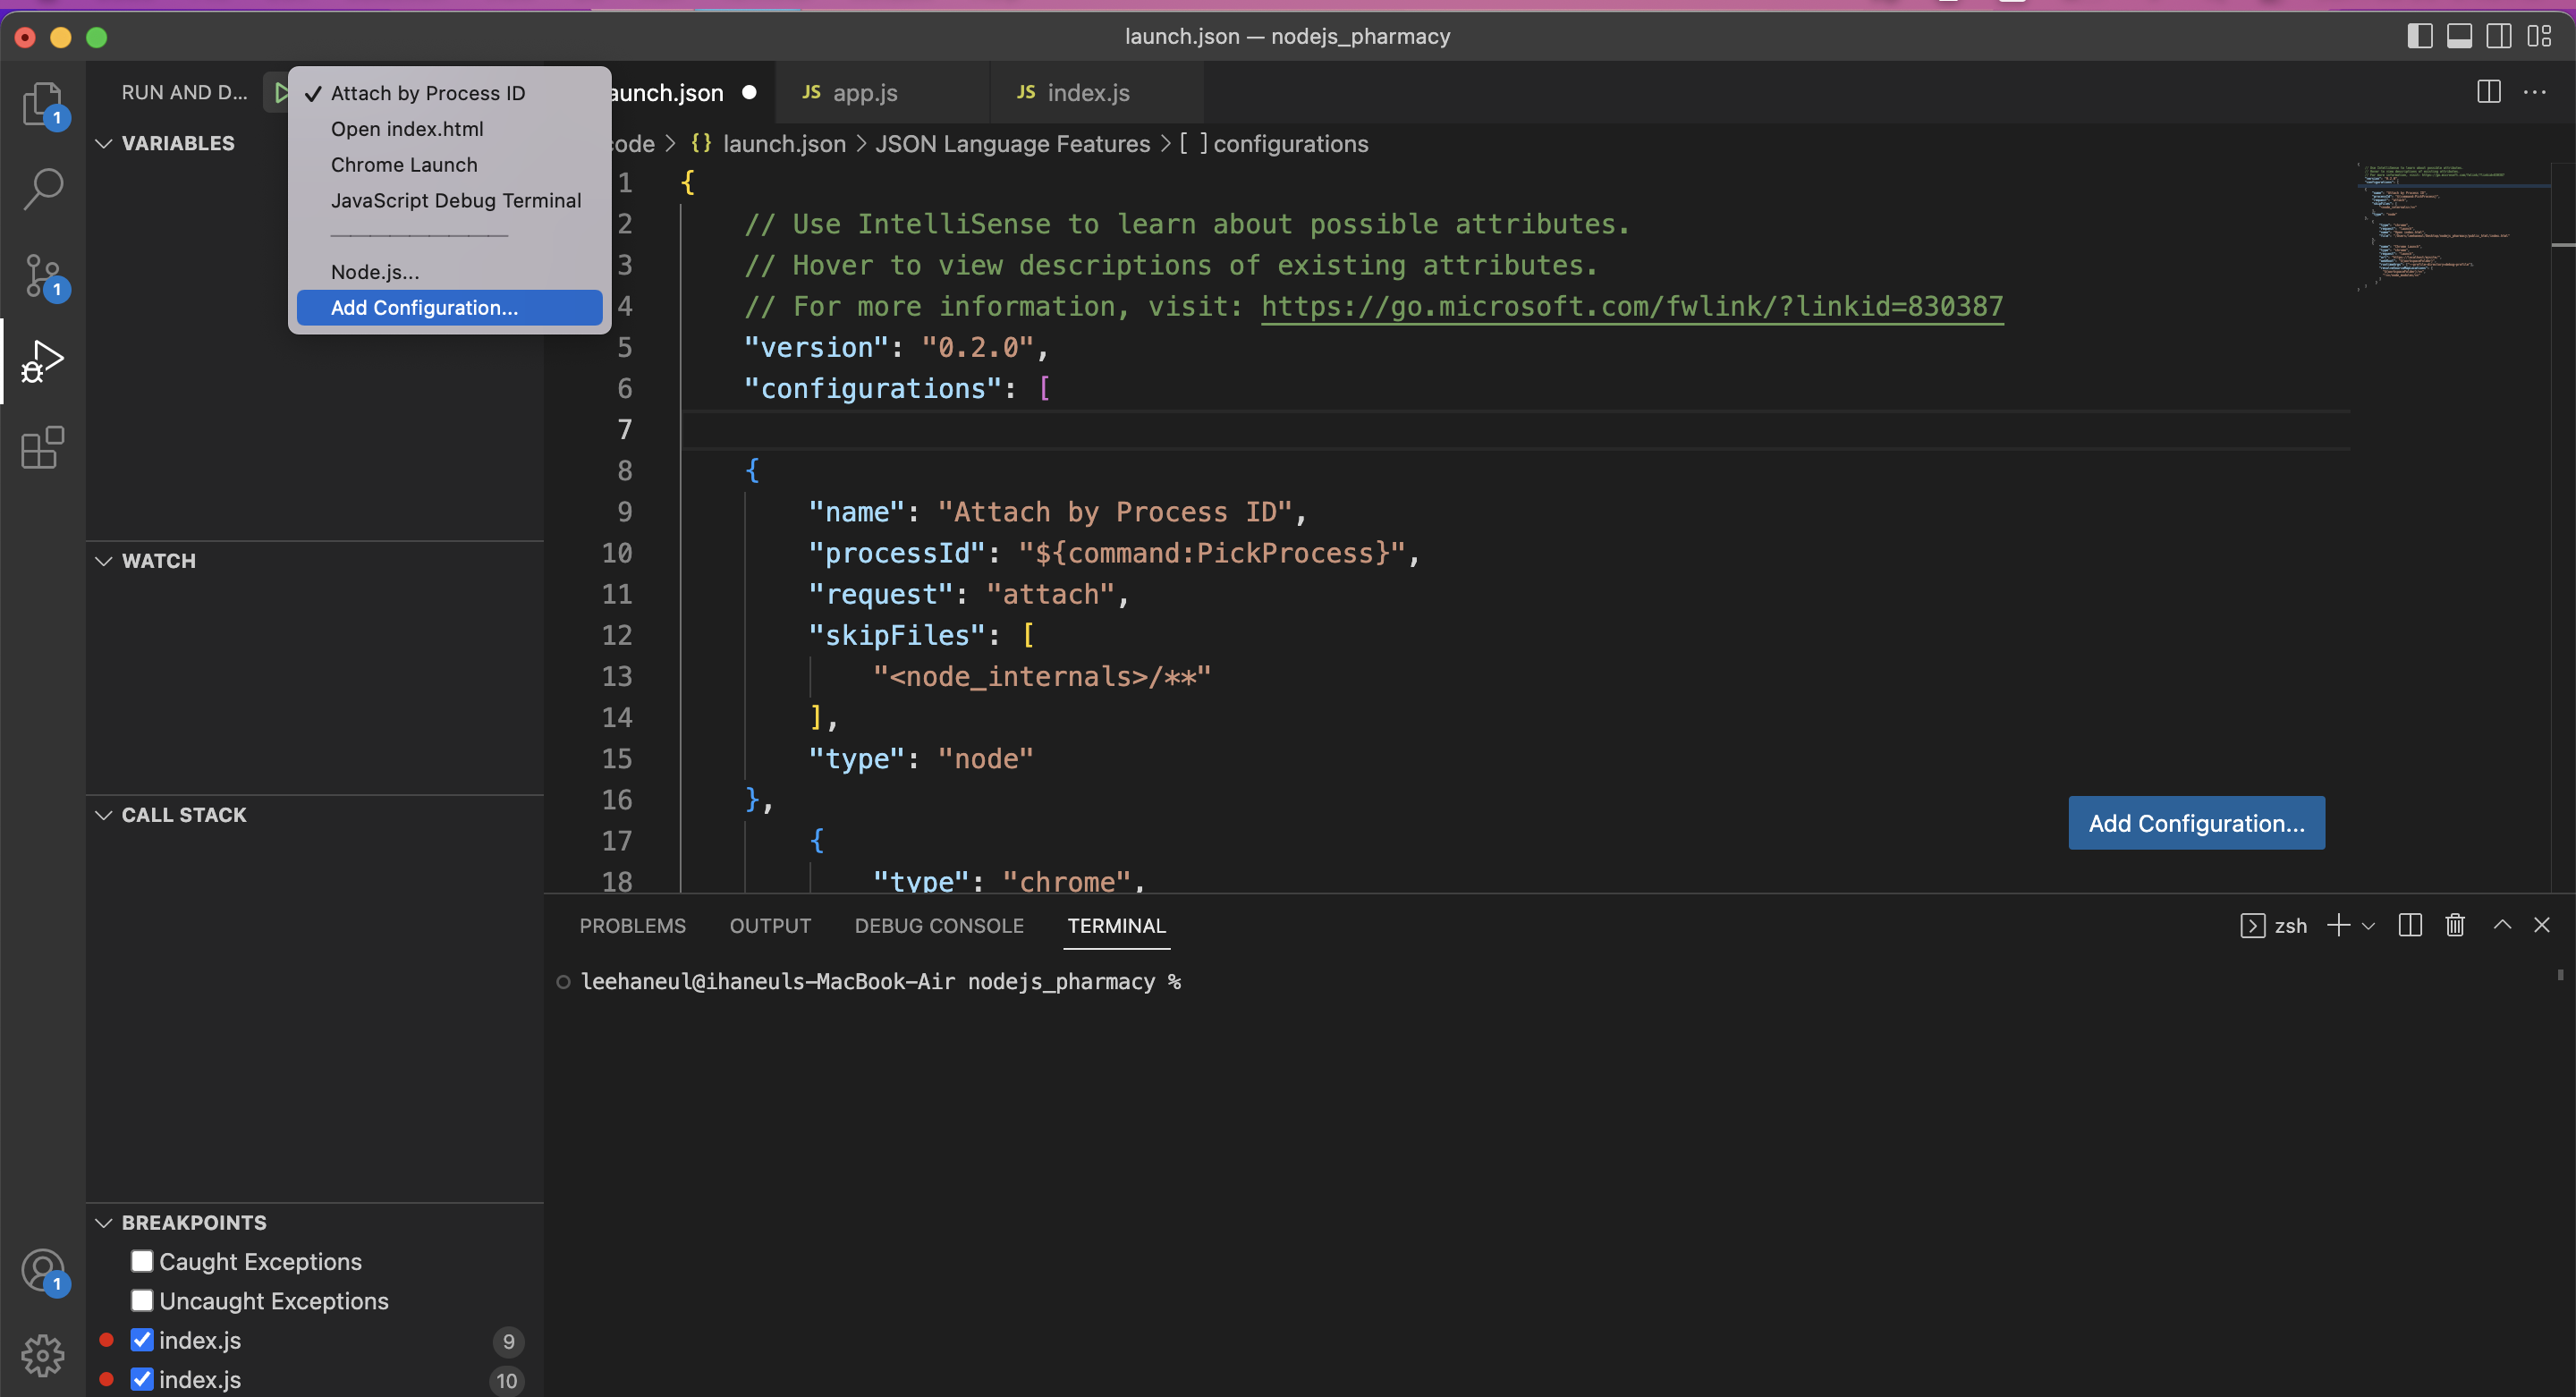 launch.json — nodejs_pharmacy
RUN AND D...
Attach by Process ID
Open index.html
Chrome Launch
JavaScript Debug Terminal
Node.js...
Add Configuration...
aunch.json
JS app.js
JS index.js
1
VARIABLES
code > {} launch.json > JSON Language Features > [ ] configurations
1 {
2 // Use IntelliSense to learn about possible attributes.
3 // Hover to view descriptions of existing attributes.
4 // For more information, visit: https://go.microsoft.com/fwlink/?linkid=830387
5 "version": "0.2.0",
6 "configurations": [
7
8 {
9 "name": "Attach by Process ID",
10 "processId": "${command:PickProcess}",
11 "request": "attach",
12 "skipFiles": [
13 "<node_internals>/**"
14 ],
15 "type": "node"
16 },
17 {
18 "type": "chrome",
1
WATCH
CALL STACK
Add Configuration...
PROBLEMS OUTPUT DEBUG CONSOLE TERMINAL
zsh
leehaneul@ihaneuls-MacBook-Air nodejs_pharmacy %
BREAKPOINTS
Caught Exceptions
1
Uncaught Exceptions
index.js 9
index.js 10